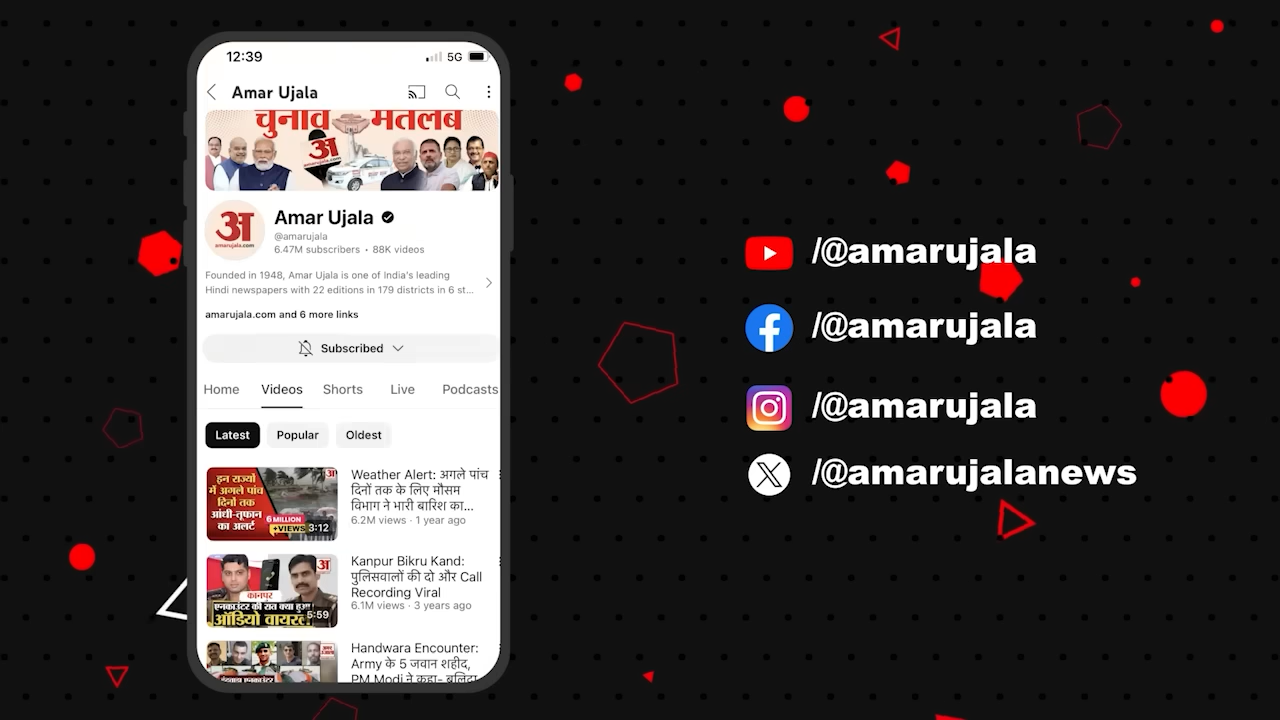 12:39
5G
Amar Ujala
चुनाव मतलब
अ
amarujala.com
अ
amarujala.com
Amar Ujala
@amarujala
6.47M subscribers • 88K videos
Founded in 1948, Amar Ujala is one of India's leading
Hindi newspapers with 22 editions in 179 districts in 6 st...
amarujala.com and 6 more links
Subscribed
Home Videos Shorts Live Podcasts
Latest Popular Oldest
इन राज्यों
में अगले पांच
दिनों तक
आंधी-तूफान
का अलर्ट
अ
6 MILLION
+VIEWS
3:12
Weather Alert: अगले पांच
दिनों तक के लिए मौसम
विभाग ने भारी बारिश का...
6.2M views · 1 year ago
अ
कानपुर
एनकाउंटर की रात क्या हुआ
ऑडियो वायरल
5:59
Kanpur Bikru Kand:
पुलिसवालों की दो और Call
Recording Viral
6.1M views · 3 years ago
Handwara Encounter:
Army के 5 जवान शहीद,
PM Modi ने कहा- बलिदा
/@amarujala
/@amarujala
/@amarujala
/@amarujalanews